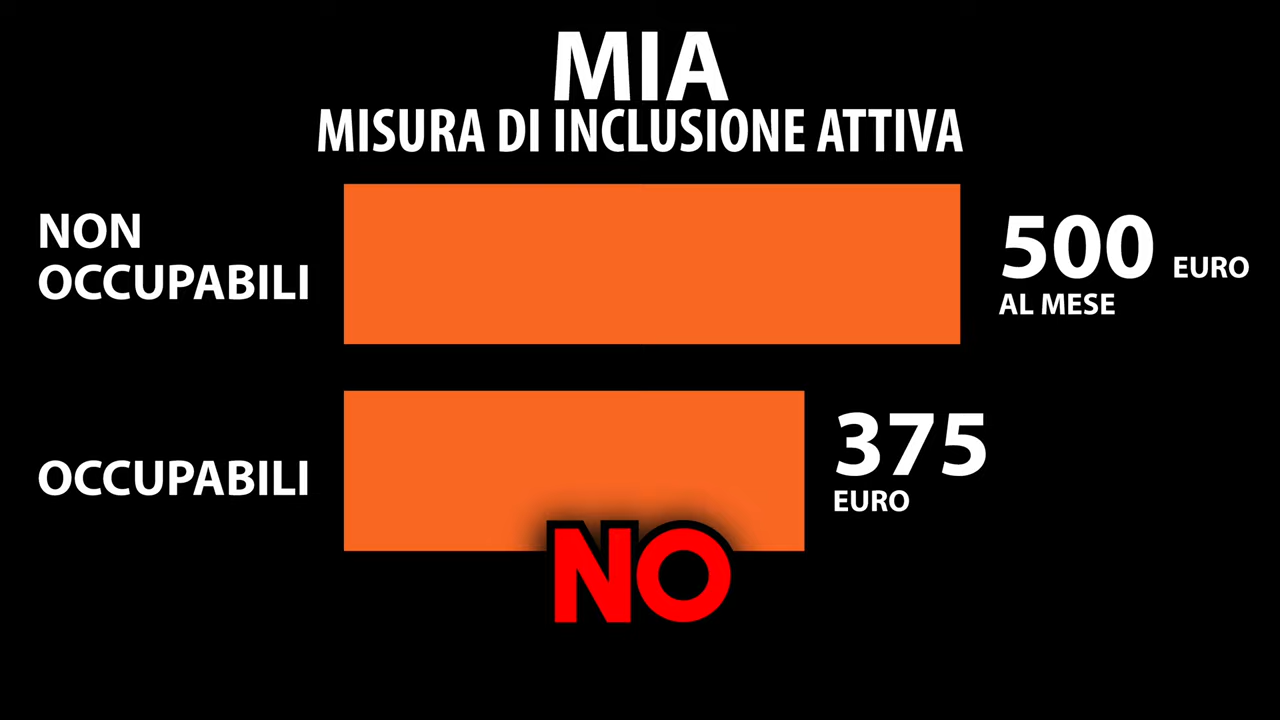 MIA
MISURA DI INCLUSIONE ATTIVA
NON
OCCUPABILI
500 EURO
AL MESE
OCCUPABILI
375
EURO
NO